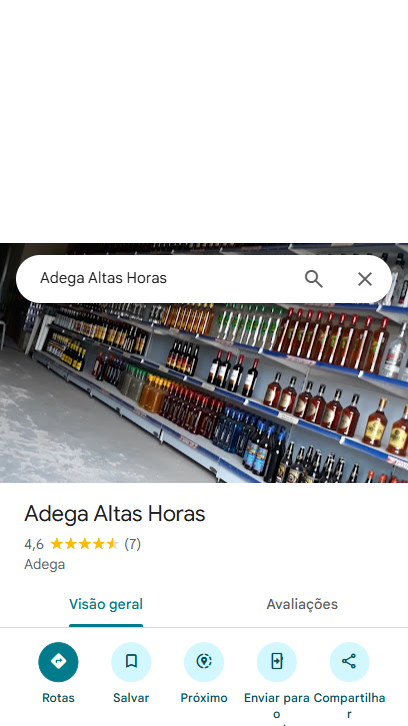 Adega Altas Horas
Adega Altas Horas
4,6 (7)
Adega
Visão geral Avaliações
Rotas Salvar Próximo Enviar para o Compartilhar